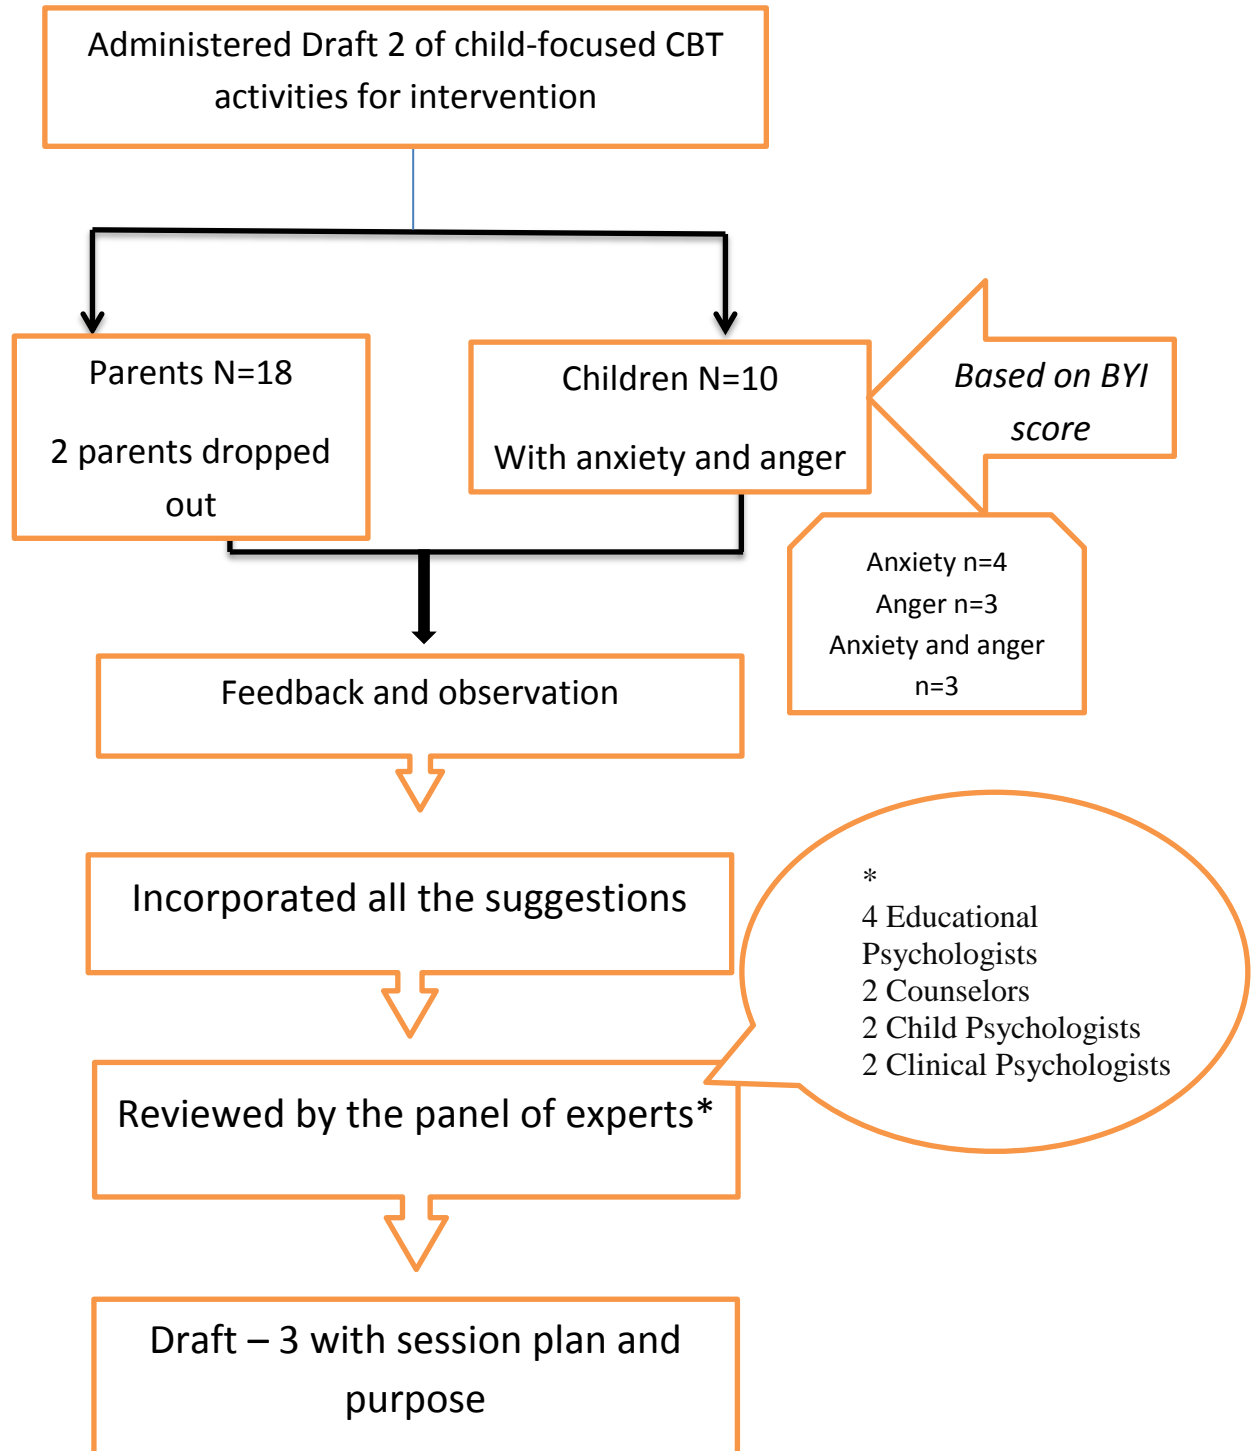 Administered Draft 2 of child-focused CBT
activities for intervention
Parents N=18
2 parents dropped
out
Children N=10
With anxiety and anger
Based on BYI
score
Anxiety n=4
Anger n=3
Anxiety and anger
n=3
Feedback and observation
Incorporated all the suggestions
*
4 Educational
Psychologists
2 Counselors
2 Child Psychologists
2 Clinical Psychologists
Reviewed by the panel of experts*
Draft – 3 with session plan and
purpose